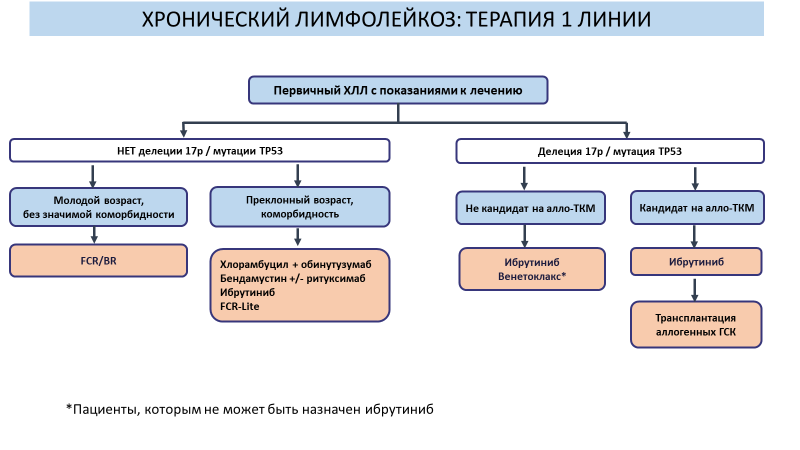 ХРОНИЧЕСКИЙ ЛИМФОЛЕЙКОЗ: ТЕРАПИЯ 1 ЛИНИИ
Первичный ХЛЛ с показаниями к лечению
НЕТ делеции 17p / мутации TP53
Делеция 17p / мутация TP53
Молодой возраст,
без значимой коморбидности
Преклонный возраст,
коморбидность
Не кандидат на алло-ТКМ
Кандидат на алло-ТКМ
FCR/BR
Хлорамбуцил + обинутузумаб
Бендамустин +/- ритуксимаб
Ибрутиниб
FCR-Lite
Ибрутиниб
Венетоклакс*
Ибрутиниб
Трансплантация
аллогенных ГСК
*Пациенты, которым не может быть назначен ибрутиниб